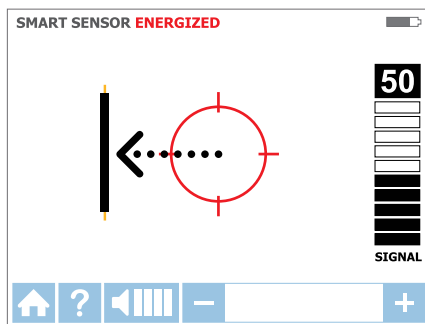 SMART SENSOR ENERGIZED
50
SIGNAL
?
− +